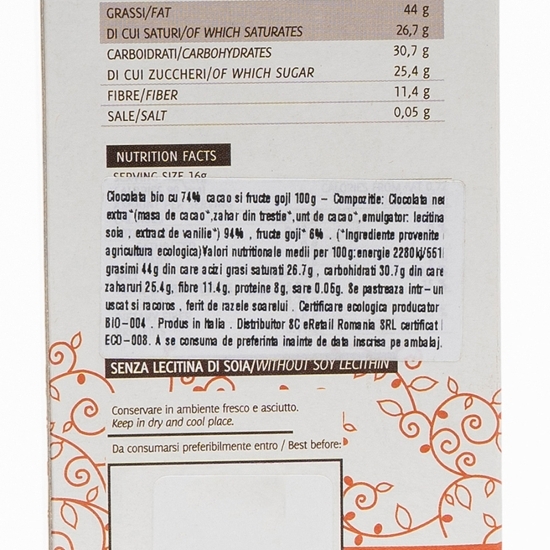 GRASSI/FAT 44 g
DI CUI SATURI/OF WHICH SATURATES 26,7 g
CARBOIDRATI/CARBOHYDRATES 30,7 g
DI CUI ZUCCHERI/OF WHICH SUGAR 25,4 g
FIBRE/FIBER 11,4 g
SALE/SALT 0,05 g
NUTRITION FACTS
SERVING SIZE 16g
Ciocolata bio cu 74% cacao si fructe goji 100g - Compozitie: Ciocolata nea
extra*(masa de cacao*,zahar din trestie*,unt de cacao*,emulgator: lecitina
soia , extract de vanilie*) 94% , fructe goji* 6% . (*Ingrediente provenite
agricultura ecologica)Valori nutritionale medii per 100g:energie 2280kj/551
grasimi 44g din care acizi grasi saturati 26.7g , carbohidrati 30.7g din care
zaharuri 25.4g, fibre 11.4g. proteine 8g, sare 0.05g. Se pastreaza intr-un
uscat si racoros , ferit de razele soarelui . Certificare ecologica producator
BIO-004 . Produs in Italia . Distribuitor SC eRetail Romania SRL certificat
ECO-008. A se consuma de preferinta inainte de data inscrisa pe ambalaj.
SENZA LECITINA DI SOIA/WITHOUT SOY LECITHIN
Conservare in ambiente fresco e asciutto.
Keep in dry and cool place.
Da consumarsi preferibilmente entro / Best before: